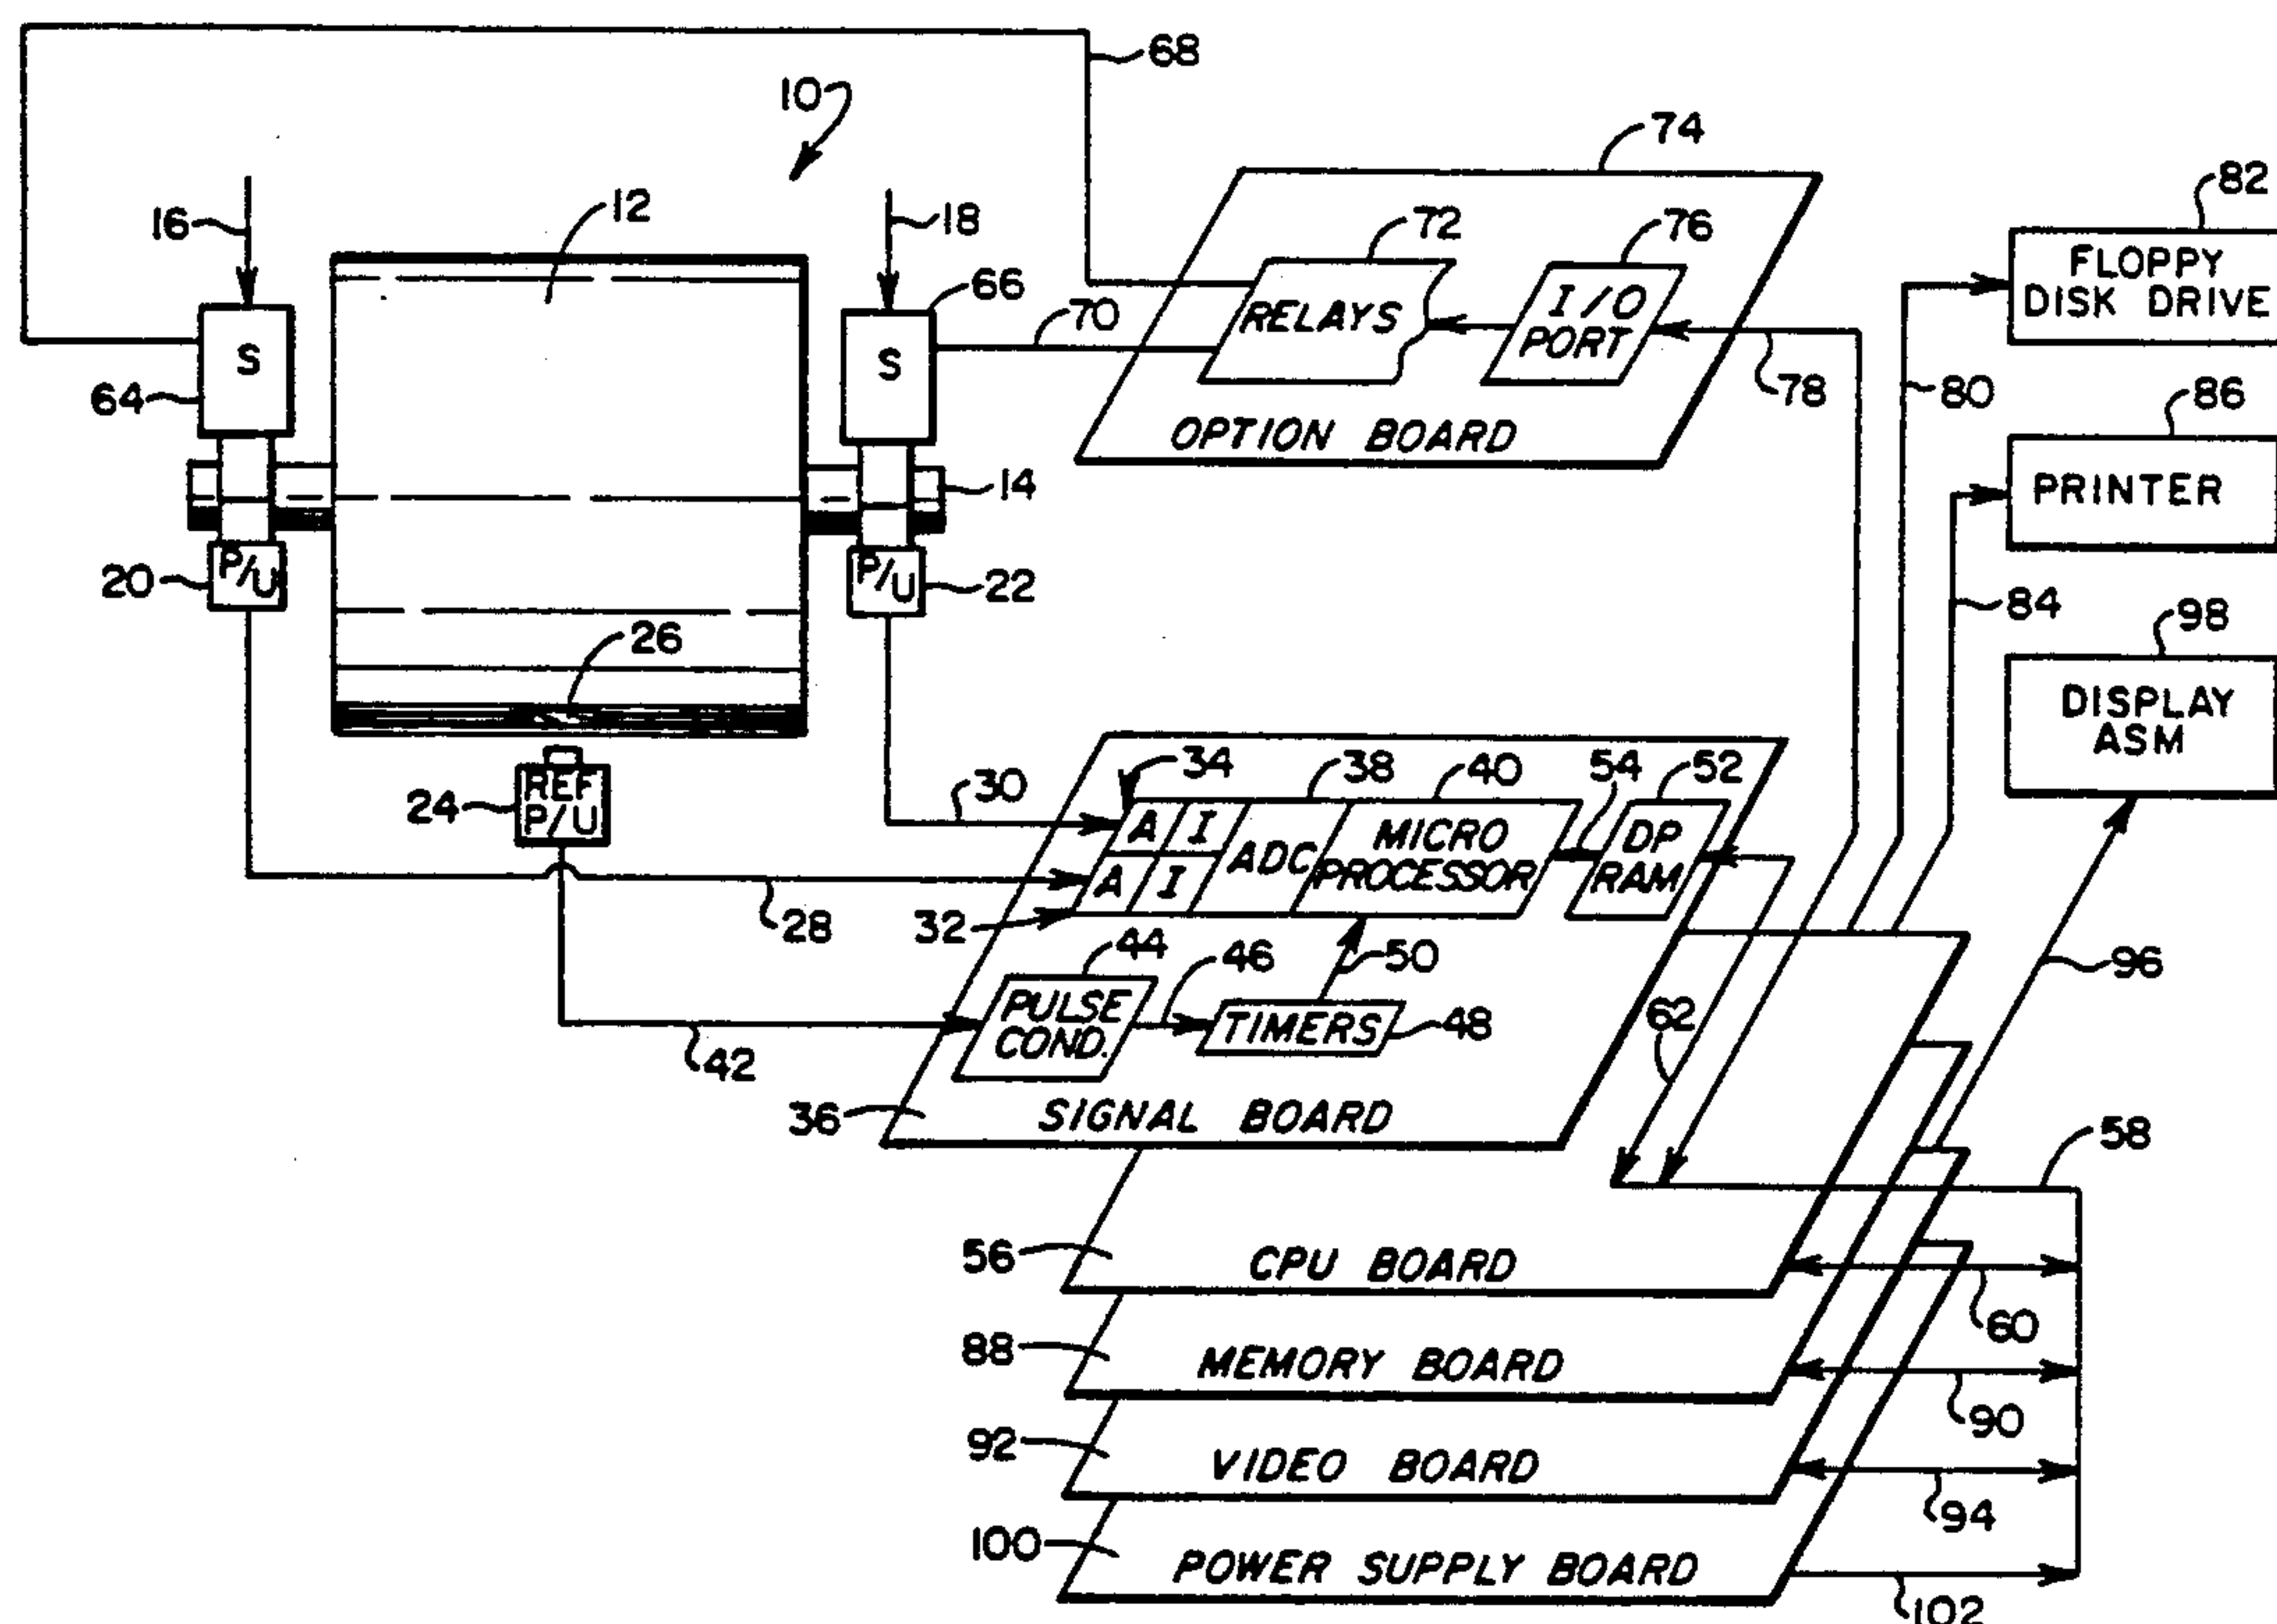 68
10
74
82
16
12
18
72
76
FLOPPY
DISK DRIVE
66
70
RELAYS
I/O
PORT
S
S
64
78
80
86
OPTION BOARD
14
PRINTER
20
P/U
P/U
22
84
26
98
DISPLAY
ASM
24
REF
P/U
30
34
38
40
54
52
A I
A I
ADC
MICRO
PROCESSOR
DP
RAM
28
32
44
46
50
96
PULSE
COND.
TIMERS
48
62
42
36
SIGNAL BOARD
58
56
CPU BOARD
60
88
MEMORY BOARD
90
92
VIDEO BOARD
94
100
POWER SUPPLY BOARD
102